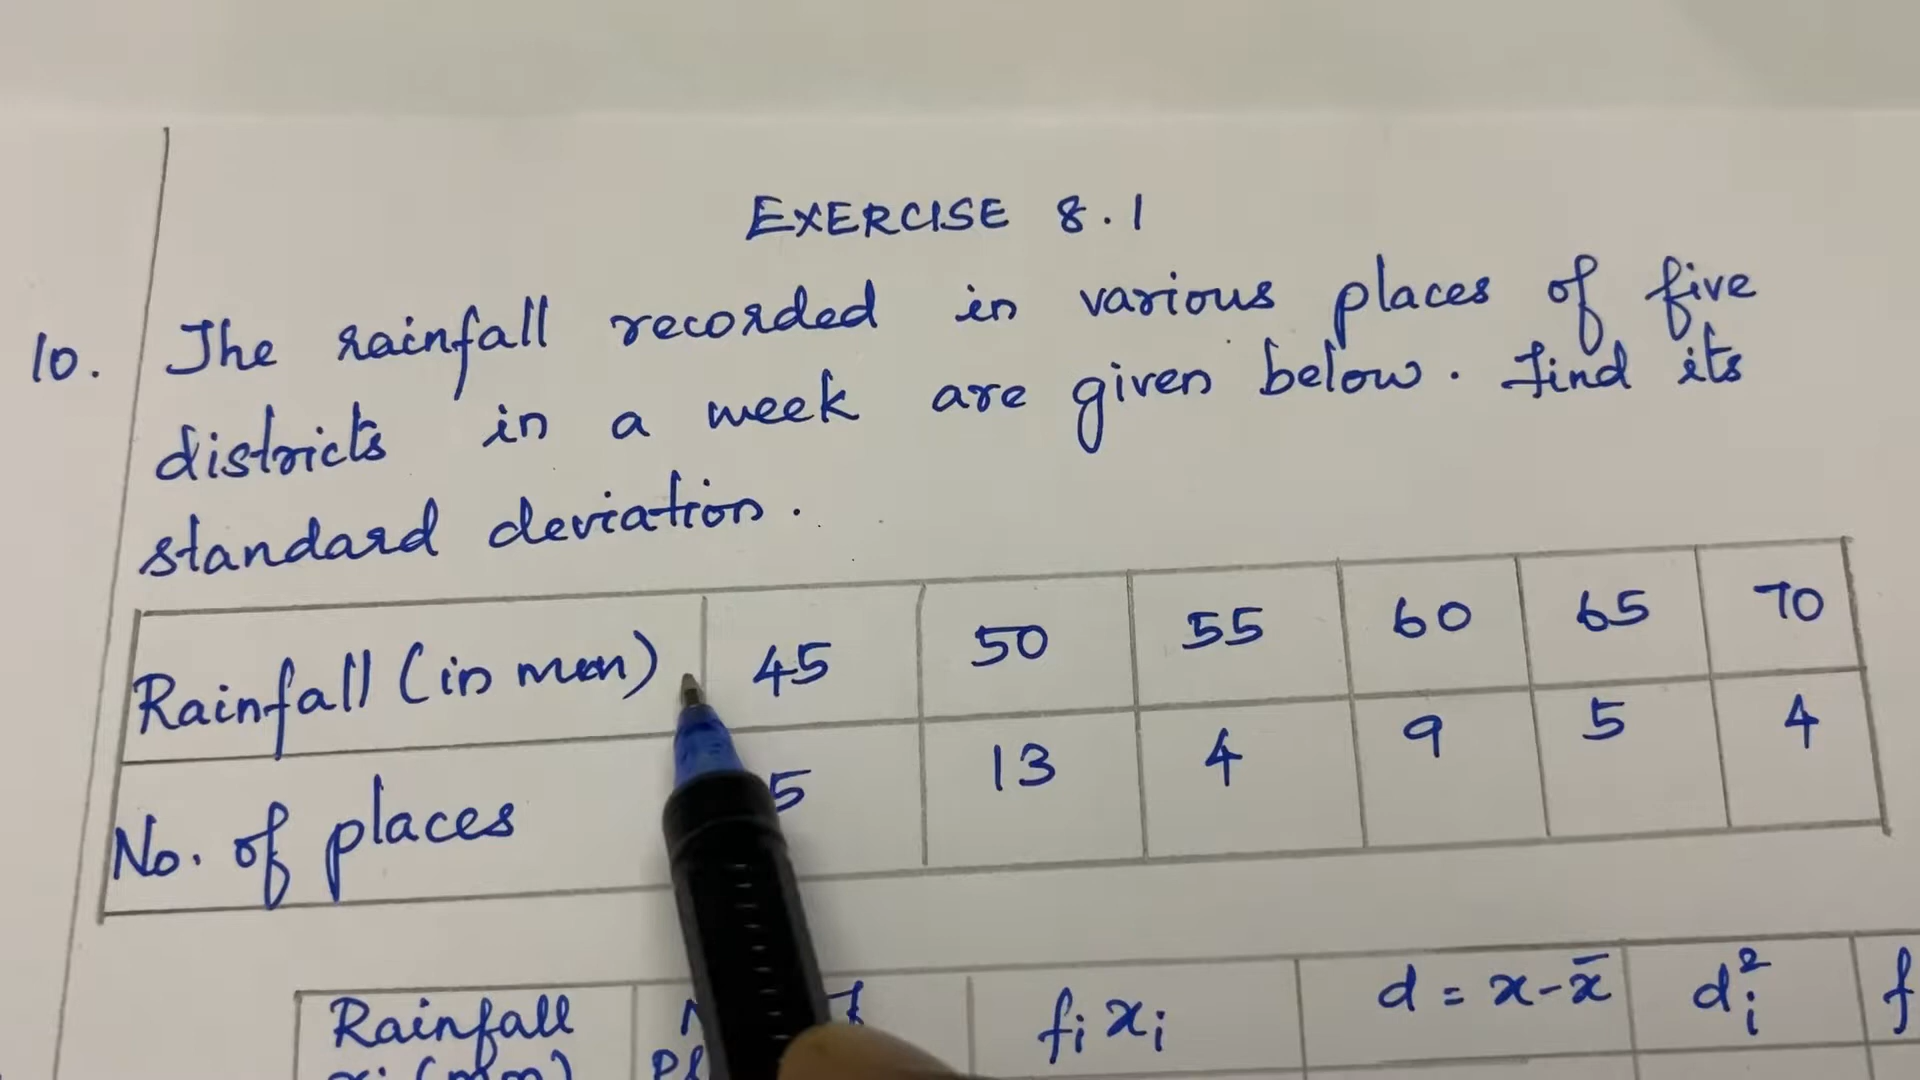 EXERCISE 8.1
10. The rainfall recorded in various places of five
districts in a week are given below. Find its
standard deviation.
Rainfall (in mm) 45 50 55 60 65 70
No. of places 5 13 4 9 5 4
Rainfall fᵢxᵢ d = x-x̄ dᵢ² f
xᵢ (mm)